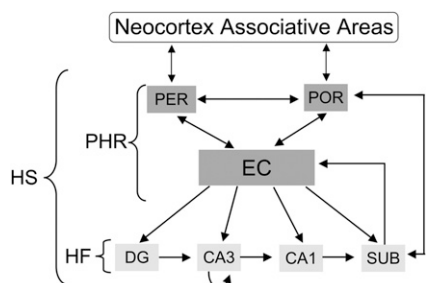 Neocortex Associative Areas
PER
POR
PHR
EC
HS
HF
DG
CA3
CA1
SUB